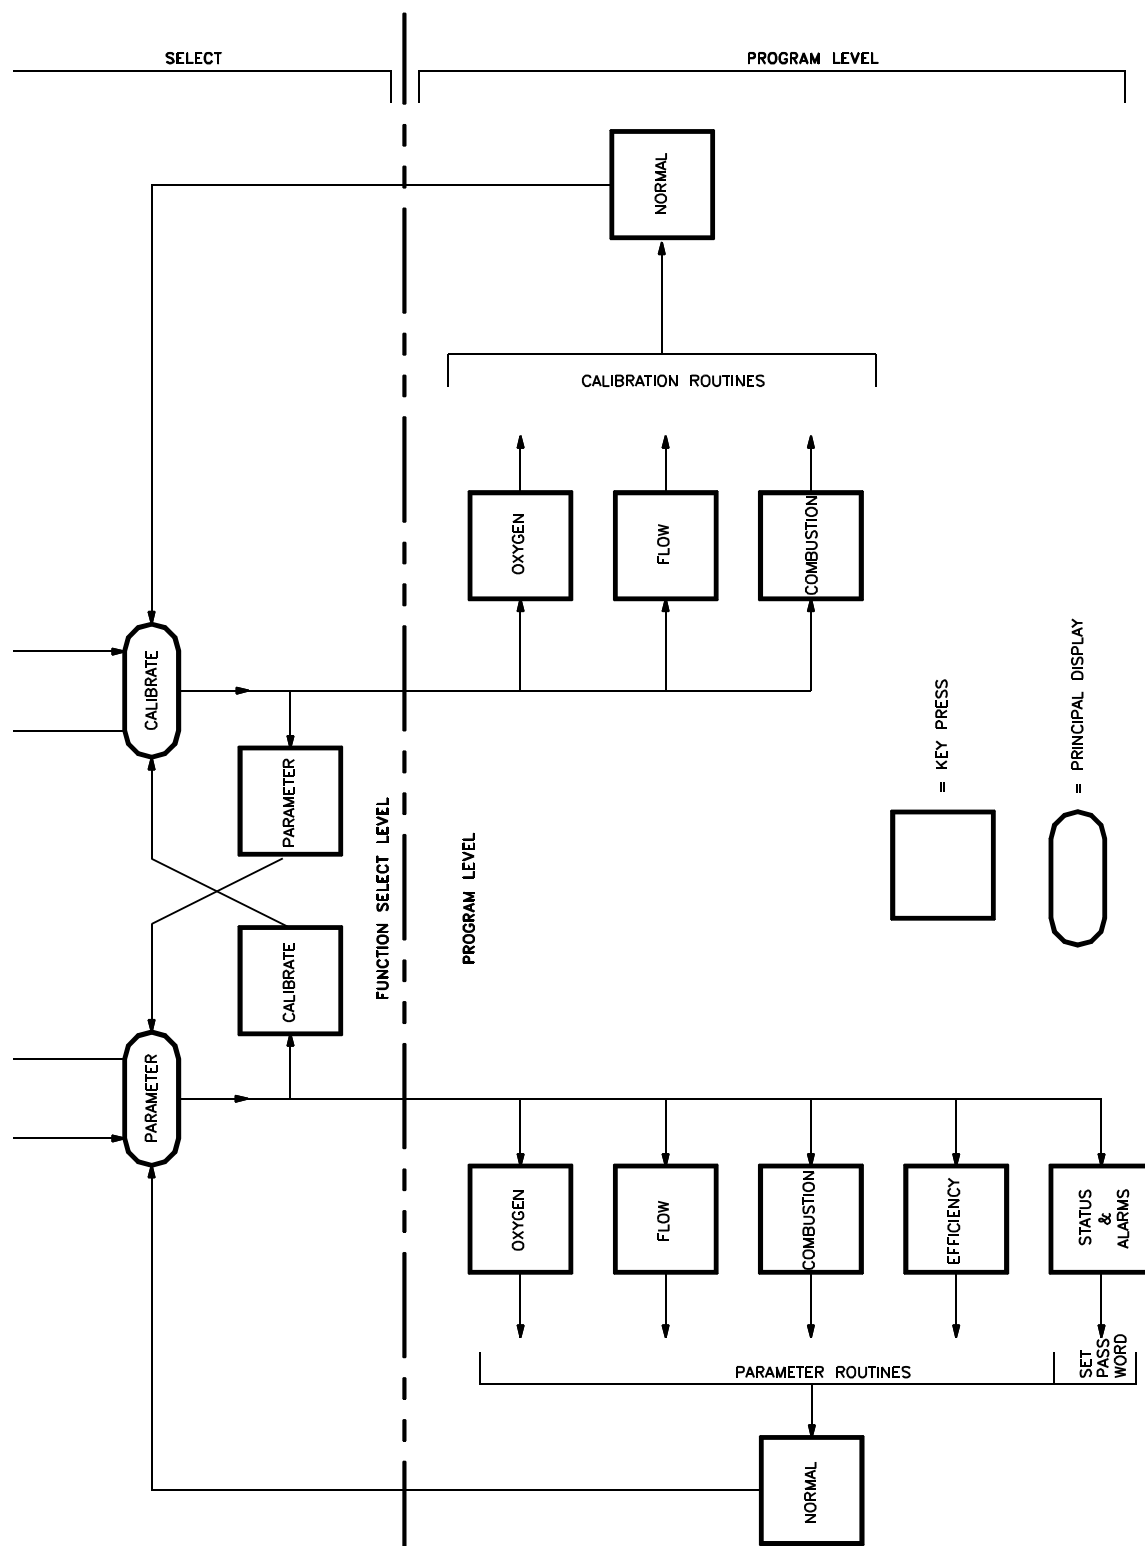 SELECT
PROGRAM LEVEL
NORMAL
CALIBRATION ROUTINES
OXYGEN
FLOW
COMBUSTION
CALIBRATE
PARAMETER
= KEY PRESS
= PRINCIPAL DISPLAY
FUNCTION SELECT LEVEL
PROGRAM LEVEL
CALIBRATE
PARAMETER
OXYGEN
FLOW
COMBUSTION
EFFICIENCY
STATUS
&
ALARMS
PARAMETER ROUTINES
SET
PASS
WORD
NORMAL